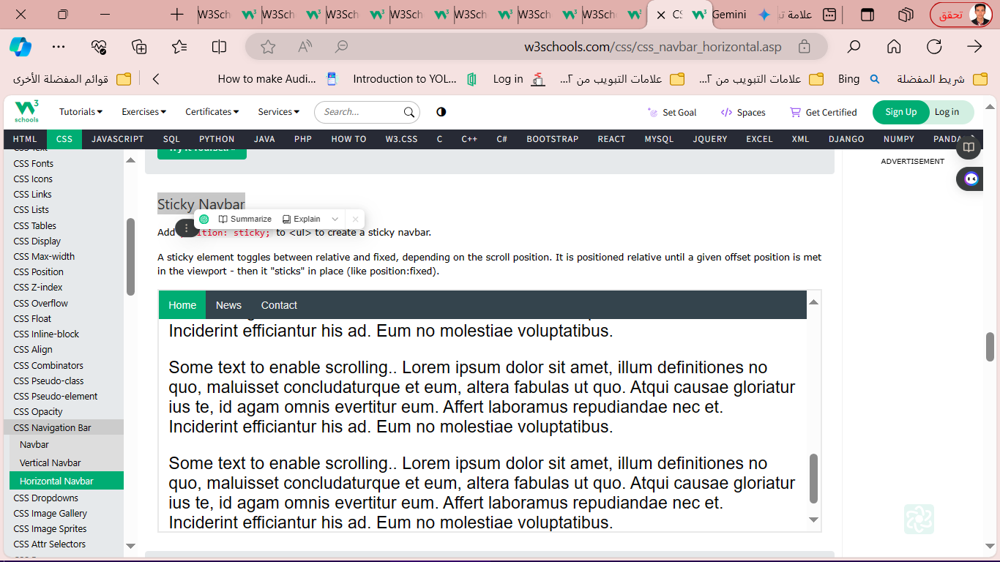 W3Sch
W3Sch
W3Sch
W3Sch
W3Sch
W3Sch
W3Sch
CS
Gemini
علامة تب
تحقق
w3schools.com/css/css_navbar_horizontal.asp
قوائم المفضلة الأخرى
How to make Audi...
Introduction to YOL...
Log in
علامات التبويب من ٢...
علامات التبويب من ٢...
Bing
شريط المفضلة
W3
schools
Tutorials
Exercises
Certificates
Services
Search...
Set Goal
Spaces
Get Certified
Sign Up
Log in
HTML CSS JAVASCRIPT SQL PYTHON JAVA PHP HOW TO W3.CSS C C++ C# BOOTSTRAP REACT MYSQL JQUERY EXCEL XML DJANGO NUMPY PANDA
CSS Text
CSS Fonts
CSS Icons
CSS Links
CSS Lists
CSS Tables
CSS Display
CSS Max-width
CSS Position
CSS Z-index
CSS Overflow
CSS Float
CSS Inline-block
CSS Align
CSS Combinators
CSS Pseudo-class
CSS Pseudo-element
CSS Opacity
CSS Navigation Bar
Navbar
Vertical Navbar
Horizontal Navbar
CSS Dropdowns
CSS Image Gallery
CSS Image Sprites
CSS Attr Selectors
Try it Yourself »
ADVERTISEMENT
Sticky Navbar
Summarize
Explain
Add sticky; to <ul> to create a sticky navbar.
A sticky element toggles between relative and fixed, depending on the scroll position. It is positioned relative until a given offset position is met
in the viewport - then it "sticks" in place (like position:fixed).
Home News Contact
Inciderint efficiantur his ad. Eum no molestiae voluptatibus.
Some text to enable scrolling.. Lorem ipsum dolor sit amet, illum definitiones no
quo, maluisset concludaturque et eum, altera fabulas ut quo. Atqui causae gloriatur
ius te, id agam omnis evertitur eum. Affert laboramus repudiandae nec et.
Inciderint efficiantur his ad. Eum no molestiae voluptatibus.
Some text to enable scrolling.. Lorem ipsum dolor sit amet, illum definitiones no
quo, maluisset concludaturque et eum, altera fabulas ut quo. Atqui causae gloriatur
ius te, id agam omnis evertitur eum. Affert laboramus repudiandae nec et.
Inciderint efficiantur his ad. Eum no molestiae voluptatibus.